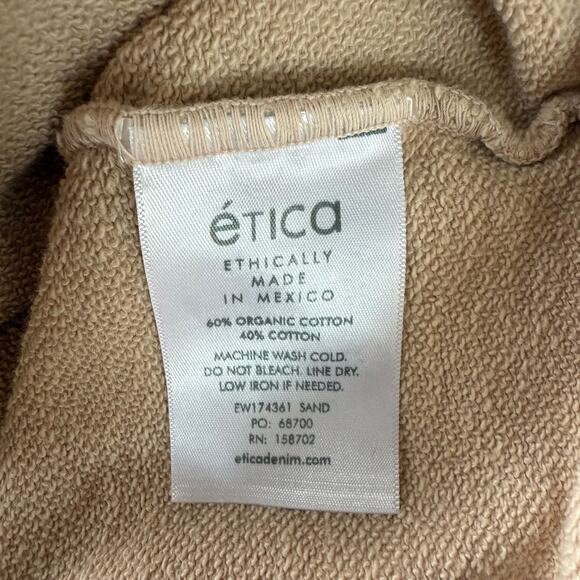 éTICa
ETHICALLY
MADE
IN MEXICO
60% ORGANIC COTTON
40% COTTON
MACHINE WASH COLD.
DO NOT BLEACH. LINE DRY.
LOW IRON IF NEEDED.
EW174361 SAND
PO: 68700
RN: 158702
eticadenim.com